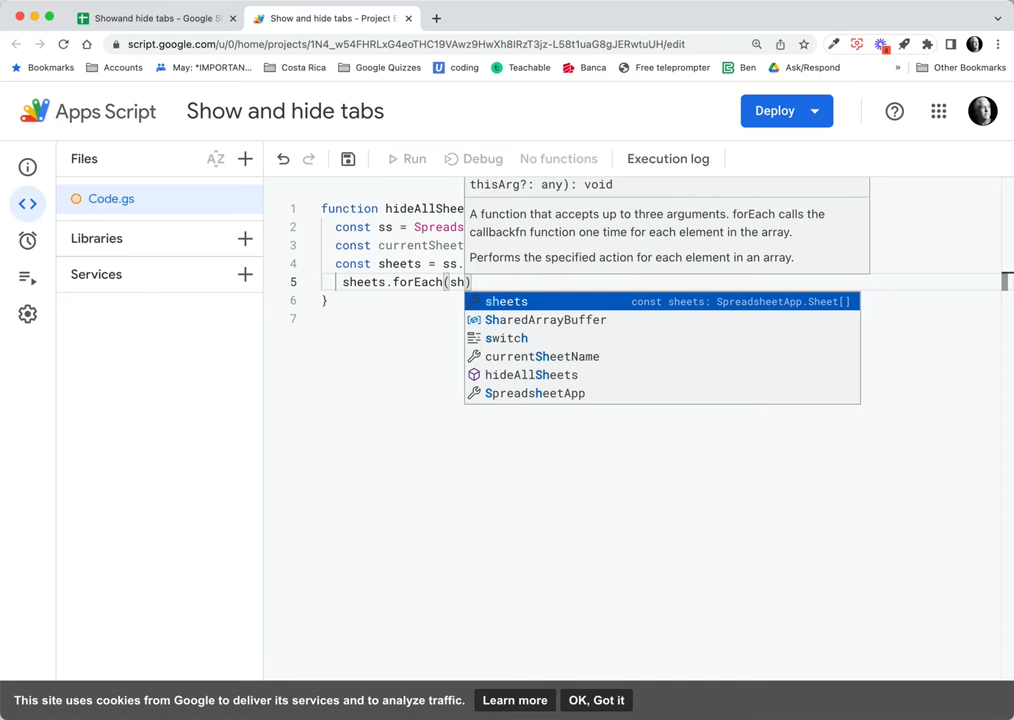 Showand hide tabs - Google S
Show and hide tabs - Project E
script.google.com/u/0/home/projects/1N4_w54FHRLxG4eoTHC19VAwz9HwXh8IRzT3jz-L58t1uaG8gJERwtuUH/edit
Bookmarks Accounts May: *IMPORTAN... Costa Rica Google Quizzes coding Teachable Banca Free teleprompter Ben Ask/Respond » Other Bookmarks
Apps Script Show and hide tabs Deploy
Files AZ Run Debug No functions Execution log
Code.gs
Libraries
Services
thisArg?: any): void
A function that accepts up to three arguments. forEach calls the
callbackfn function one time for each element in the array.
Performs the specified action for each element in an array.
1 function hideAllShee
2 const ss = Spreads
3 const currentSheet
4 const sheets = ss.
5 sheets.forEach(sh)
6 }
7
sheets const sheets: SpreadsheetApp.Sheet[]
SharedArrayBuffer
switch
currentSheetName
hideAllSheets
SpreadsheetApp
This site uses cookies from Google to deliver its services and to analyze traffic. Learn more OK, Got it